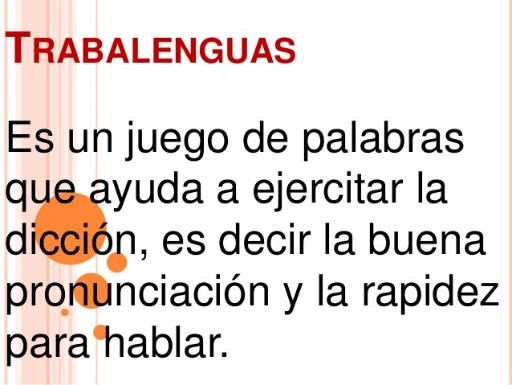 TRABALENGUAS
Es un juego de palabras
que ayuda a ejercitar la
dicción, es decir la buena
pronunciación y la rapidez
para hablar.